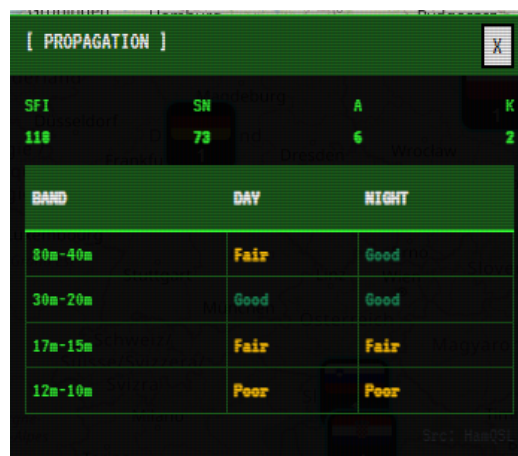 [ PROPAGATION ] X
SFI SN A K
118 73 6 2
BAND DAY NIGHT
80m-40m Fair Good
30m-20m Good Good
17m-15m Fair Fair
12m-10m Poor Poor
Src: HamQSL